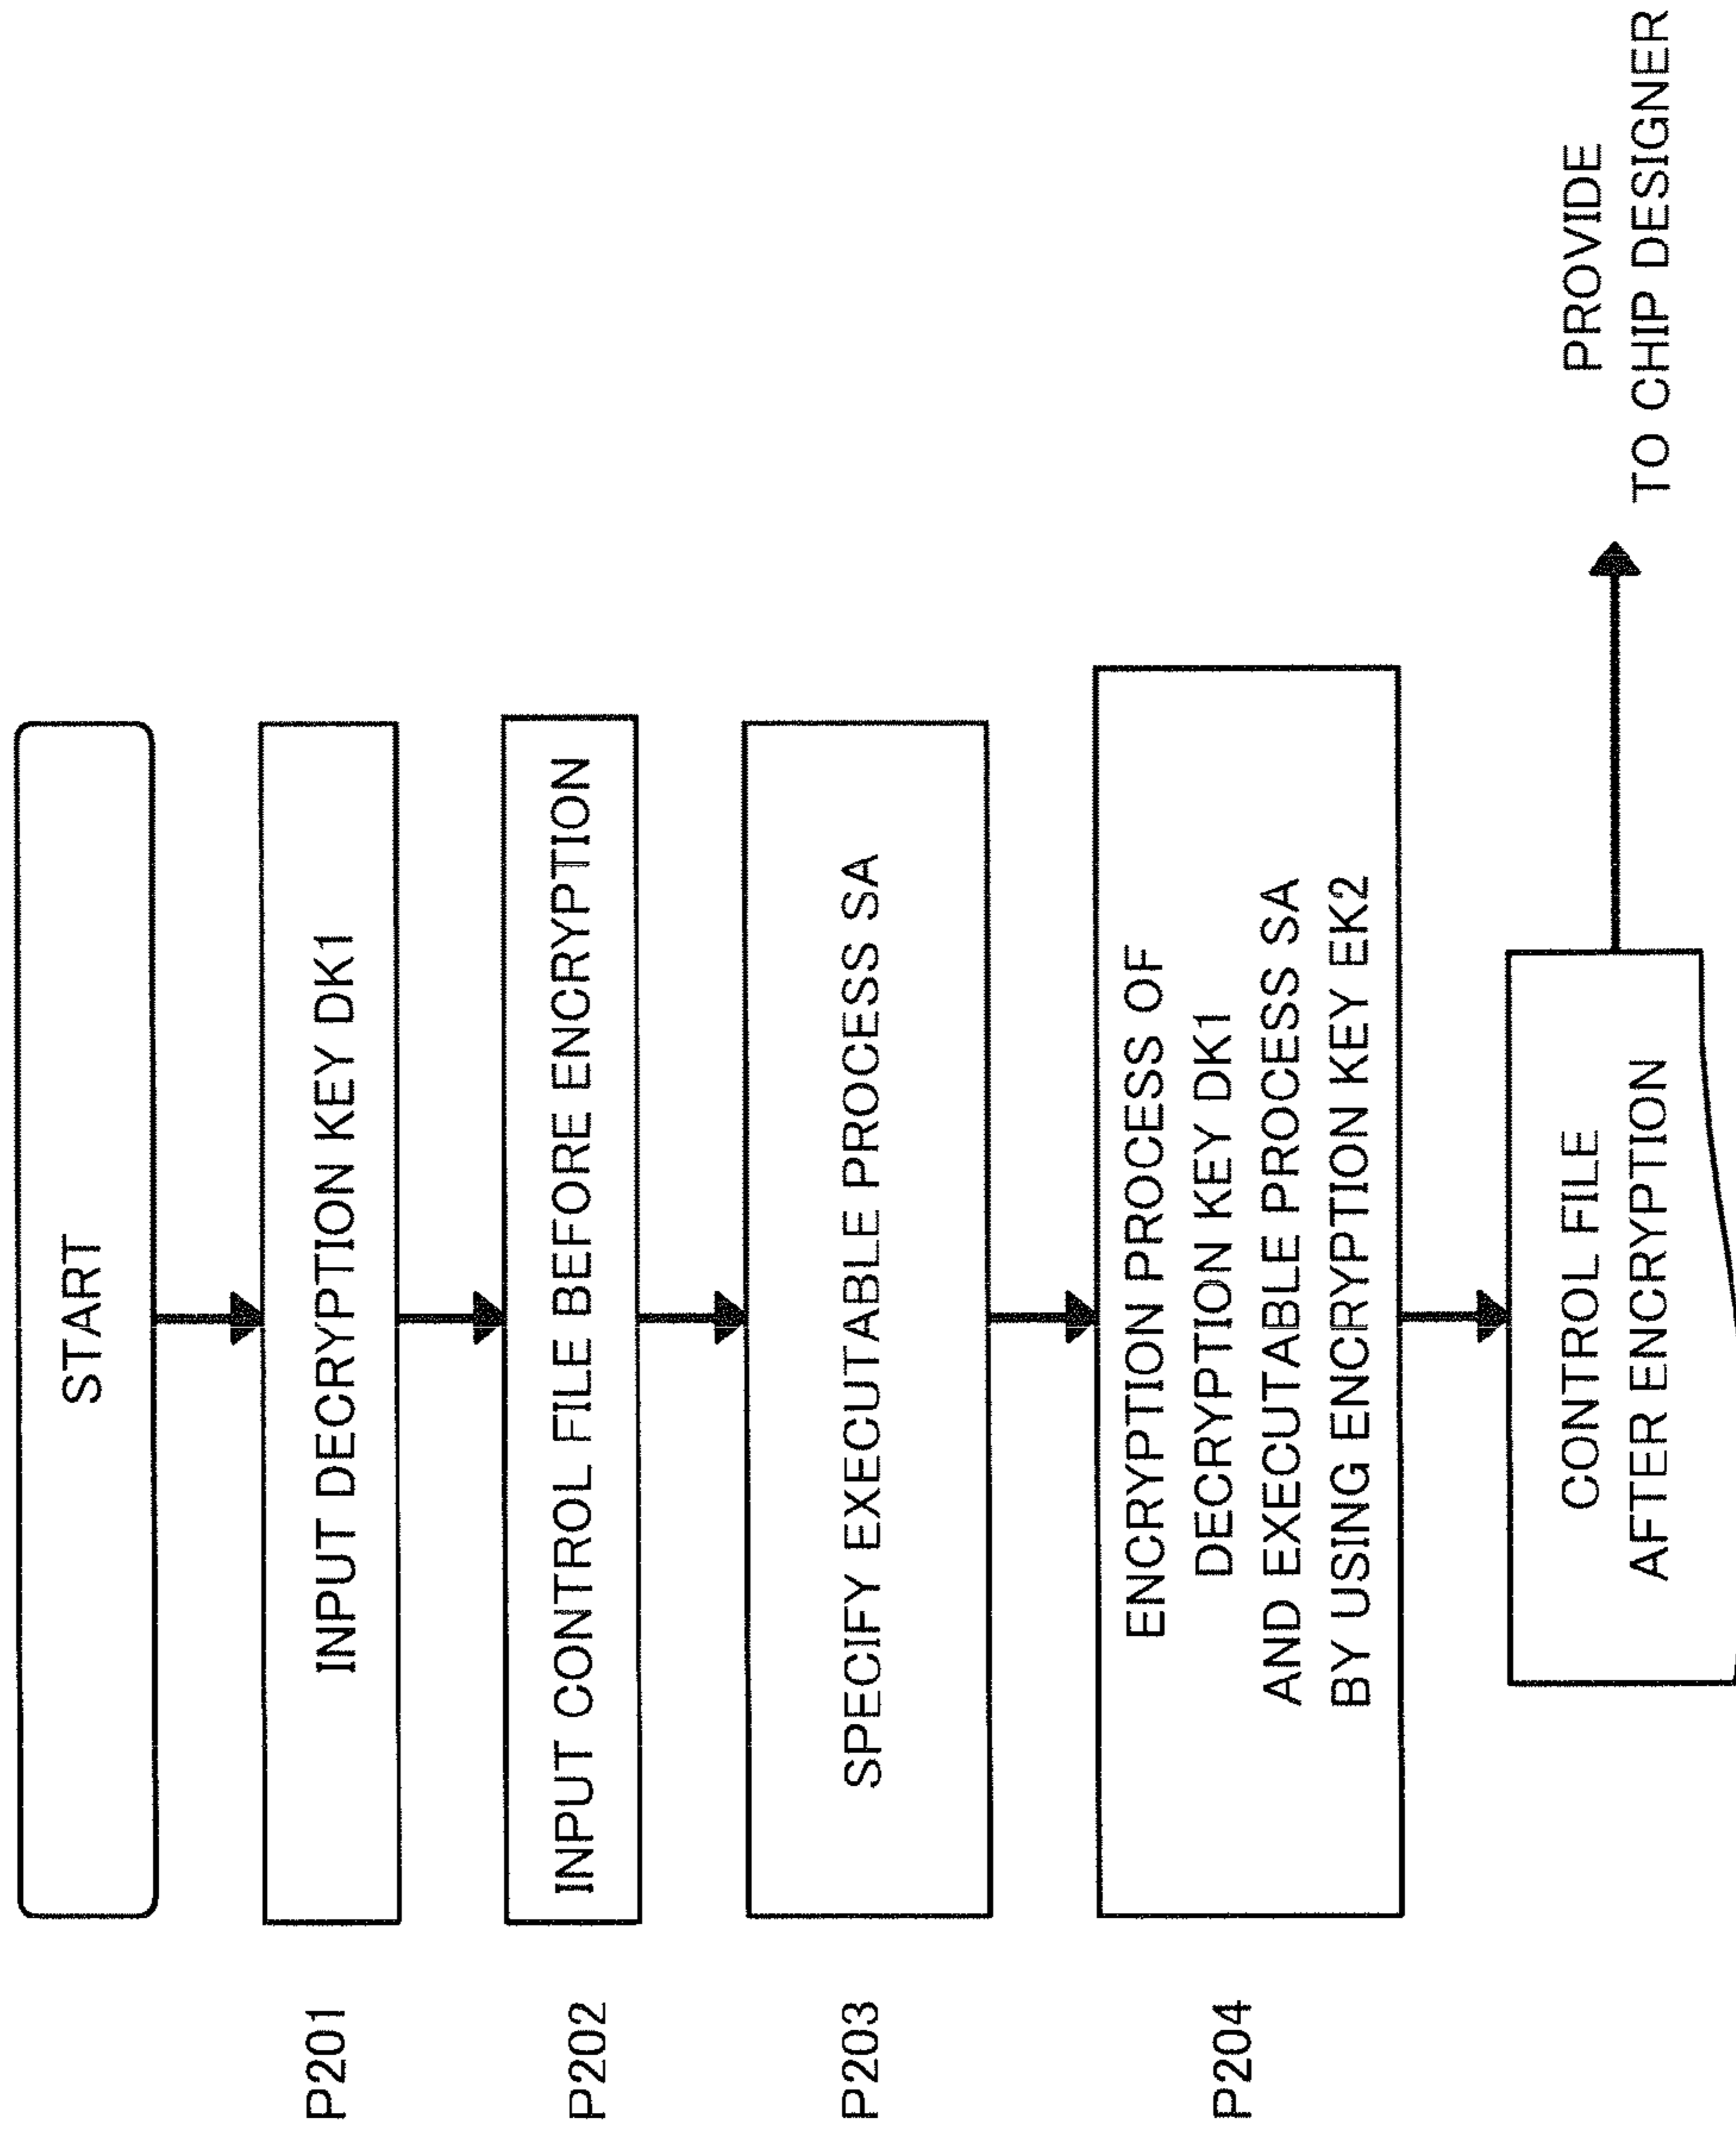 START
P201
INPUT DECRYPTION KEY DK1
P202
INPUT CONTROL FILE BEFORE ENCRYPTION
P203
SPECIFY EXECUTABLE PROCESS SA
P204
ENCRYPTION PROCESS OF
DECRYPTION KEY DK1
AND EXECUTABLE PROCESS SA
BY USING ENCRYPTION KEY EK2
CONTROL FILE
AFTER ENCRYPTION
PROVIDE
TO CHIP DESIGNER